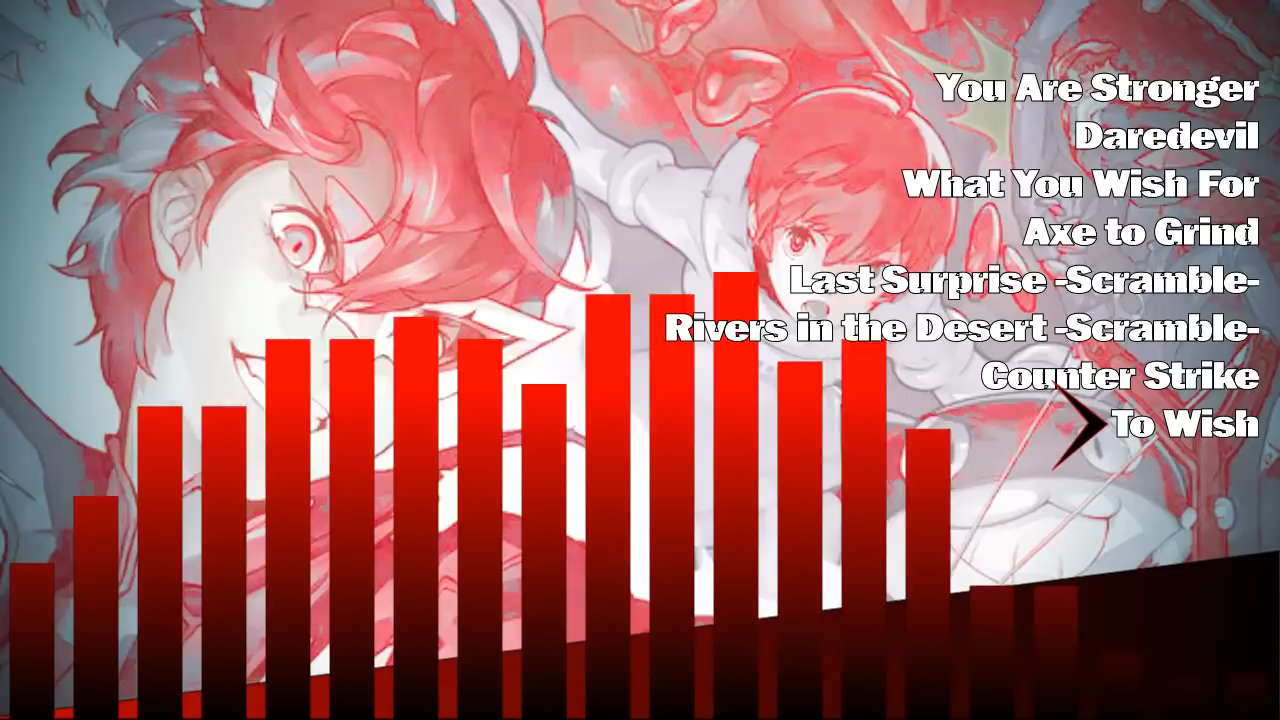 You Are Stronger
Daredevil
What You Wish For
Axe to Grind
Last Surprise -Scramble-
Rivers in the Desert -Scramble-
Counter Strike
To Wish